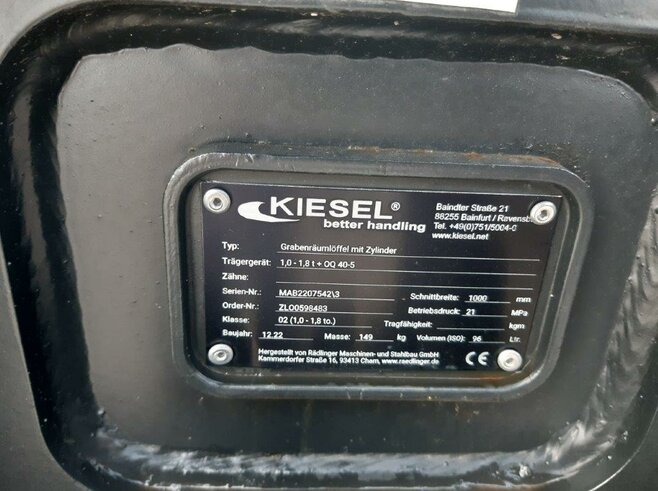 KIESEL®
better handling
Baindter Straße 21
88255 Bainfurt / Ravensb
Tel. +49(0)751/5004-0
www.kiesel.net
Typ: Grabenräumlöffel mit Zylinder
Trägergerät: 1,0 - 1,8 t + OQ 40-5
Zähne:
Serien-Nr.: MAB2207542\3 Schnittbreite: 1000 mm
Order-Nr.: ZLO0598483 Betriebsdruck: 21 MPa
Klasse: 02 (1,0 - 1,8 to.) Tragfähigkeit: kgm
Baujahr: 12.22 Masse: 149 kg Volumen (ISO): 96 Ltr.
Hergestellt von Rädlinger Maschinen- und Stahlbau GmbH
Kammerdorfer Straße 16, 93413 Cham, www.raedlinger.de
CE